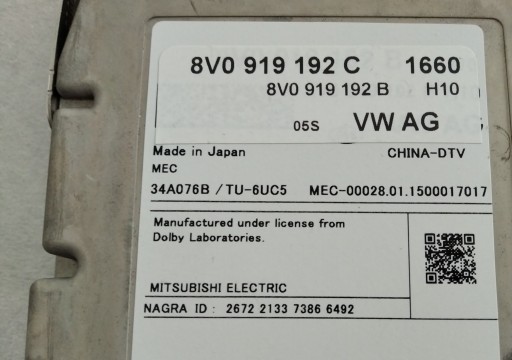 8V0 919 192 C 1660
8V0 919 192 B H10
05S VW AG
Made in Japan CHINA-DTV
MEC
34A076B / TU-6UC5 MEC-00028.01.1500017017
Manufactured under license from
Dolby Laboratories.
MITSUBISHI ELECTRIC
NAGRA ID : 2672 2133 7386 6492